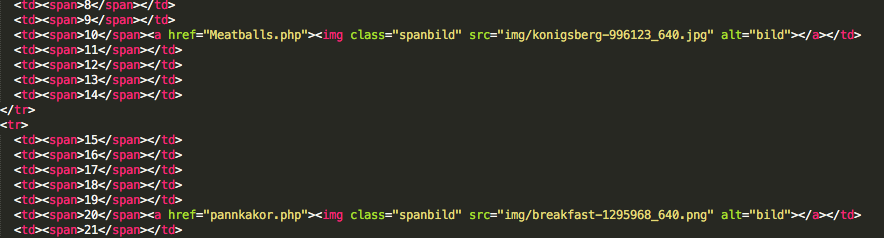 <td><span>8</span></td>
<td><span>9</span></td>
<td><span>10</span><a href="Meatballs.php"><img class="spanbild" src="img/konigsberg-996123_640.jpg" alt="bild"></a></td>
<td><span>11</span></td>
<td><span>12</span></td>
<td><span>13</span></td>
<td><span>14</span></td>
</tr>
<tr>
<td><span>15</span></td>
<td><span>16</span></td>
<td><span>17</span></td>
<td><span>18</span></td>
<td><span>19</span></td>
<td><span>20</span><a href="pannkakor.php"><img class="spanbild" src="img/breakfast-1295968_640.png" alt="bild"></a></td>
<td><span>21</span></td>